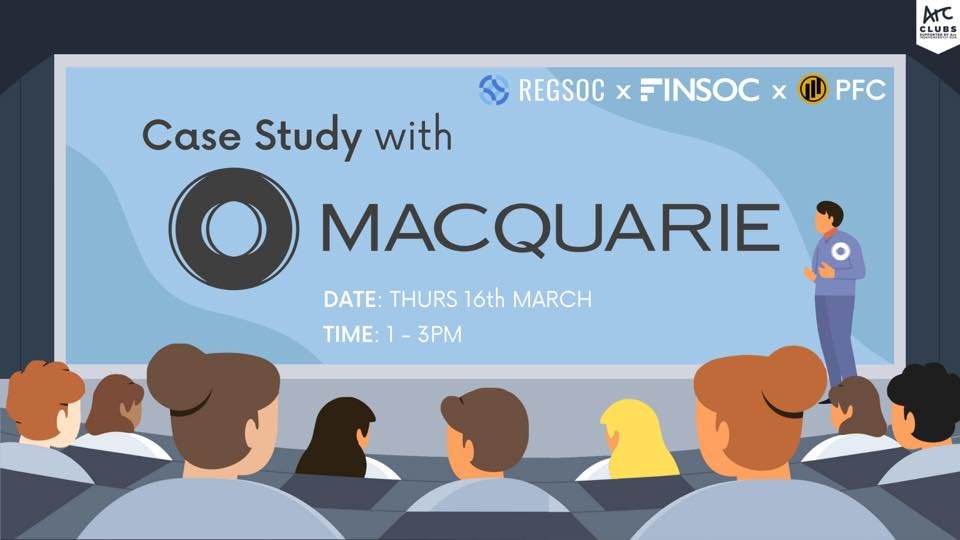 Arc
CLUBS
REGSOC x FINSOC x PFC
Case Study with
MACQUARIE
DATE: THURS 16th MARCH
TIME: 1 - 3PM